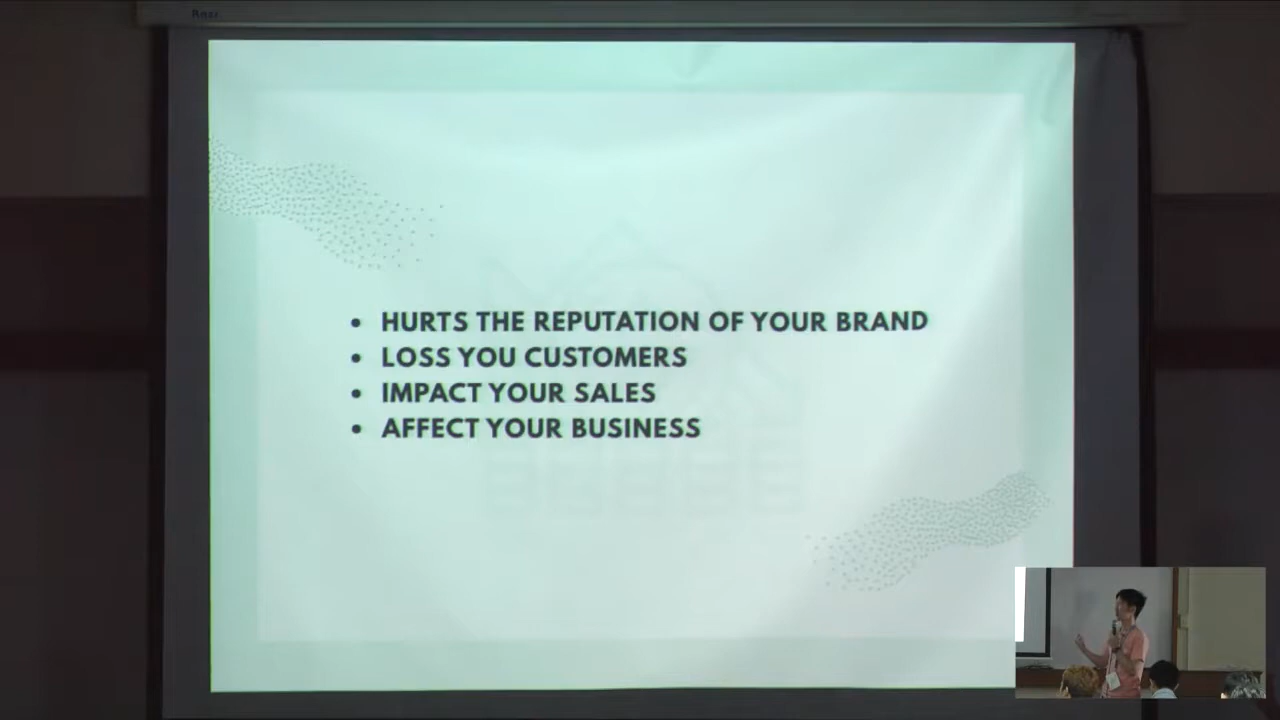 • HURTS THE REPUTATION OF YOUR BRAND
• LOSS YOU CUSTOMERS
• IMPACT YOUR SALES
• AFFECT YOUR BUSINESS